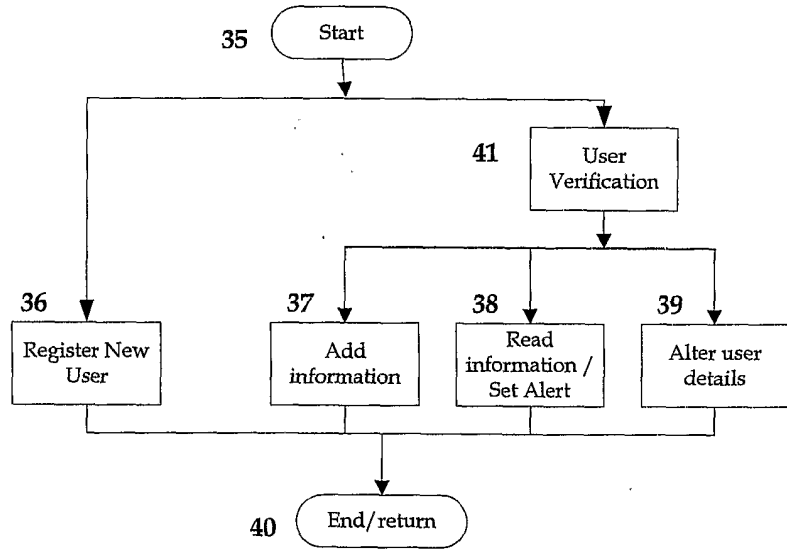 35
Start
41
User
Verification
36
Register New
User
37
Add
information
38
Read
information /
Set Alert
39
Alter user
details
40
End/return